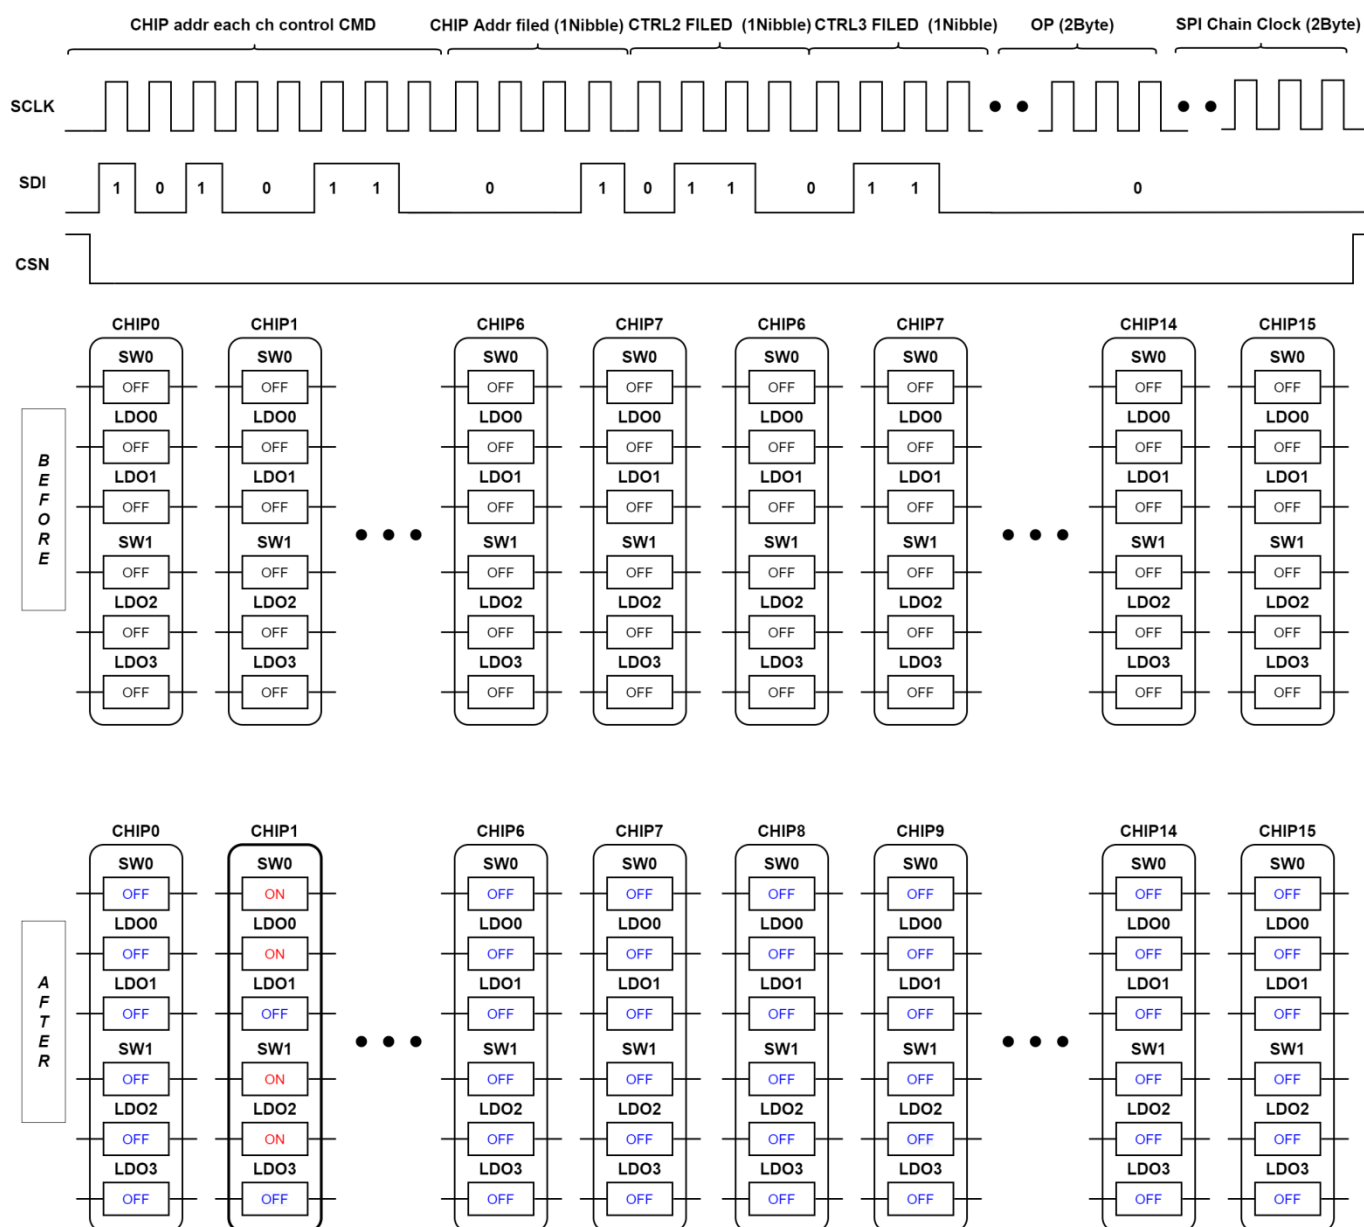 CHIP addr each ch control CMD CHIP Addr filed (1Nibble) CTRL2 FILED (1Nibble) CTRL3 FILED (1Nibble) OP (2Byte) SPI Chain Clock (2Byte)
SCLK
SDI 1 0 1 0 1 1 0 1 0 1 1 0 1 1 0
CSN
CHIP0 CHIP1 CHIP6 CHIP7 CHIP6 CHIP7 CHIP14 CHIP15
SW0 SW0 SW0 SW0 SW0 SW0 SW0 SW0
OFF OFF OFF OFF OFF OFF OFF OFF
LDO0 LDO0 LDO0 LDO0 LDO0 LDO0 LDO0 LDO0
OFF OFF OFF OFF OFF OFF OFF OFF
LDO1 LDO1 LDO1 LDO1 LDO1 LDO1 LDO1 LDO1
OFF OFF OFF OFF OFF OFF OFF OFF
SW1 SW1 SW1 SW1 SW1 SW1 SW1 SW1
OFF OFF OFF OFF OFF OFF OFF OFF
LDO2 LDO2 LDO2 LDO2 LDO2 LDO2 LDO2 LDO2
OFF OFF OFF OFF OFF OFF OFF OFF
LDO3 LDO3 LDO3 LDO3 LDO3 LDO3 LDO3 LDO3
OFF OFF OFF OFF OFF OFF OFF OFF
BEFORE
CHIP0 CHIP1 CHIP6 CHIP7 CHIP8 CHIP9 CHIP14 CHIP15
SW0 SW0 SW0 SW0 SW0 SW0 SW0 SW0
OFF ON OFF OFF OFF OFF OFF OFF
LDO0 LDO0 LDO0 LDO0 LDO0 LDO0 LDO0 LDO0
OFF ON OFF OFF OFF OFF OFF OFF
LDO1 LDO1 LDO1 LDO1 LDO1 LDO1 LDO1 LDO1
OFF OFF OFF OFF OFF OFF OFF OFF
SW1 SW1 SW1 SW1 SW1 SW1 SW1 SW1
OFF ON OFF OFF OFF OFF OFF OFF
LDO2 LDO2 LDO2 LDO2 LDO2 LDO2 LDO2 LDO2
OFF ON OFF OFF OFF OFF OFF OFF
LDO3 LDO3 LDO3 LDO3 LDO3 LDO3 LDO3 LDO3
OFF OFF OFF OFF OFF OFF OFF OFF
AFTER